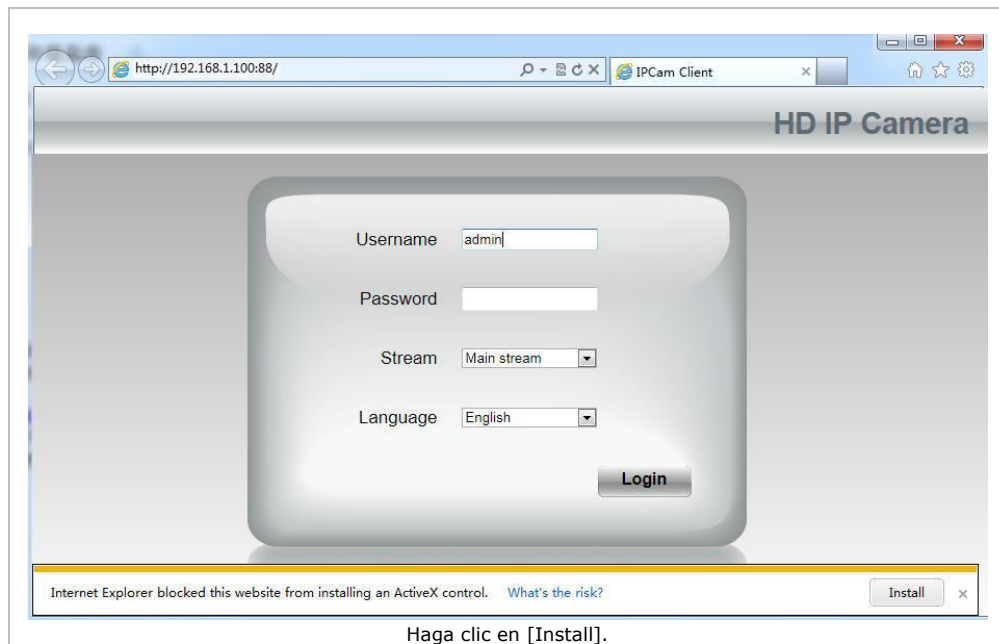 http://192.168.1.100:88/
IPCam Client
HD IP Camera
Username admin
Password
Stream Main stream
Language English
Login
Internet Explorer blocked this website from installing an ActiveX control. What's the risk? Install
Haga clic en [Install].